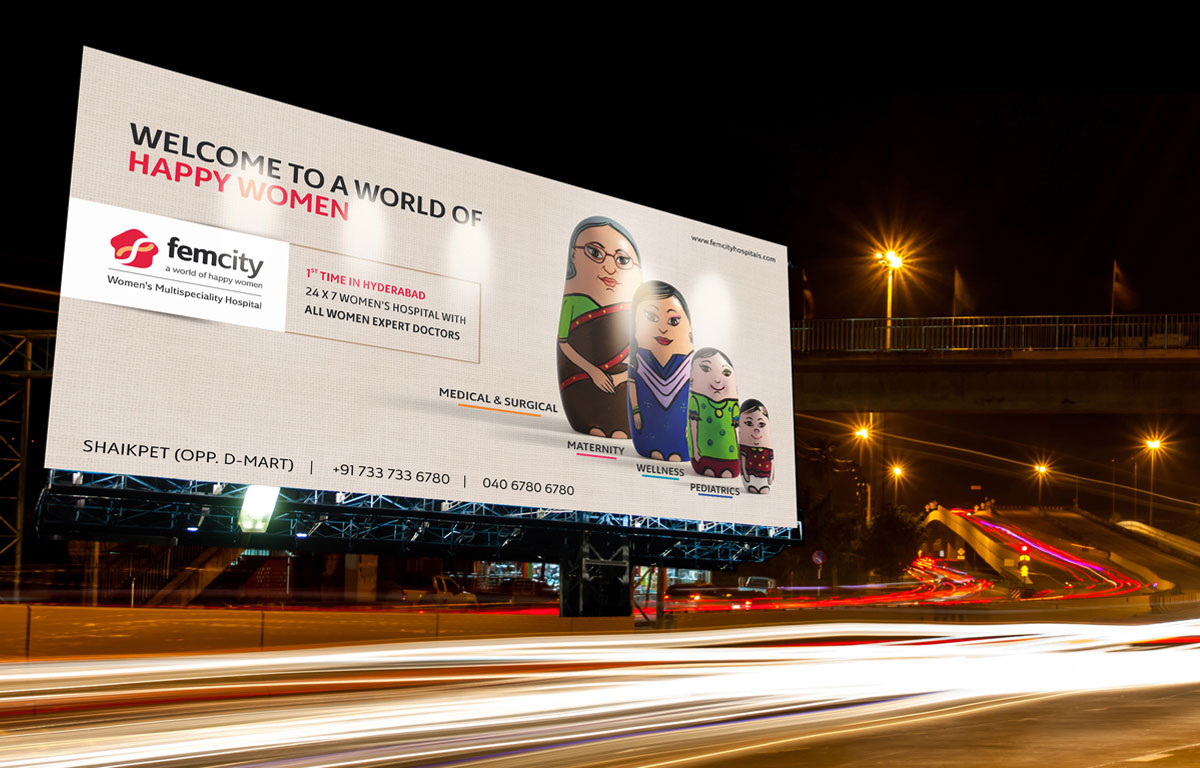 WELCOME TO A WORLD OF
HAPPY WOMEN
femcity
a world of happy women
Women's Multispeciality Hospital
1ST TIME IN HYDERABAD
24 X 7 WOMEN'S HOSPITAL WITH
ALL WOMEN EXPERT DOCTORS
www.femcityhospitals.com
MEDICAL & SURGICAL
MATERNITY
WELLNESS
PEDIATRICS
SHAIKPET (OPP. D-MART) | +91 733 733 6780 | 040 6780 6780